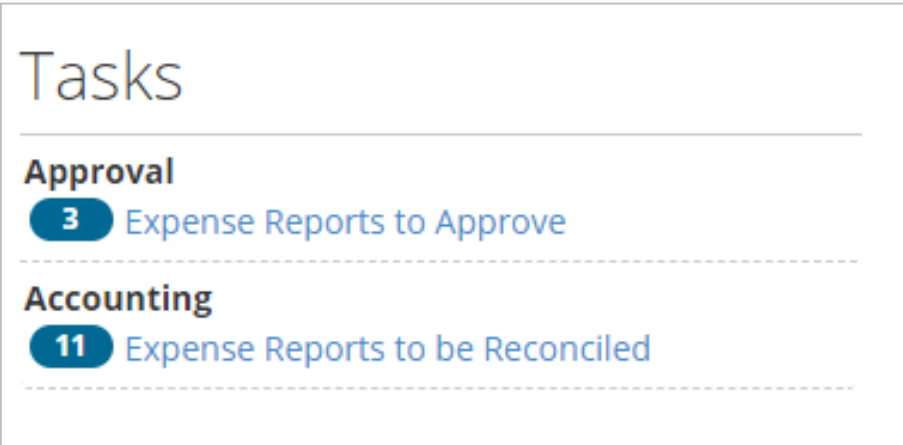 Tasks
Approval
3 Expense Reports to Approve
Accounting
11 Expense Reports to be Reconciled